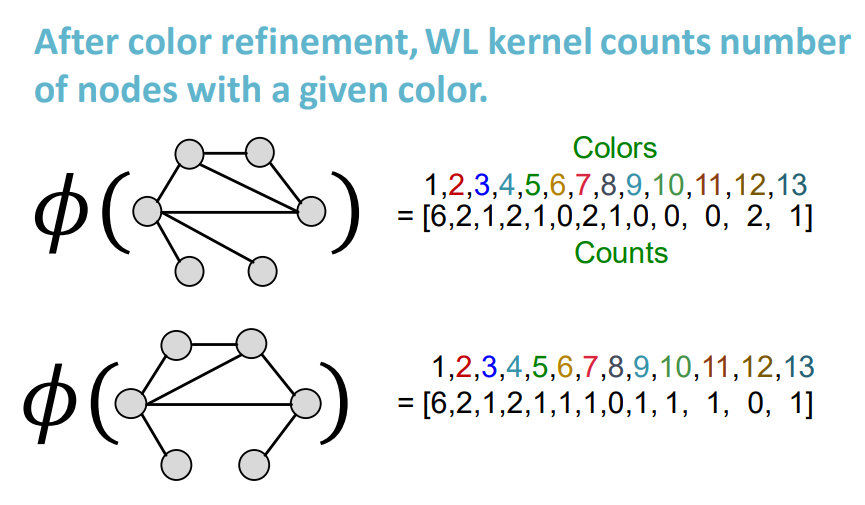 After color refinement, WL kernel counts number
of nodes with a given color.
Colors
1,2,3,4,5,6,7,8,9,10,11,12,13
ϕ( ) = [6,2,1,2,1,0,2,1,0, 0, 0, 2, 1]
Counts
1,2,3,4,5,6,7,8,9,10,11,12,13
ϕ( ) = [6,2,1,2,1,1,1,0,1, 1, 1, 0, 1]